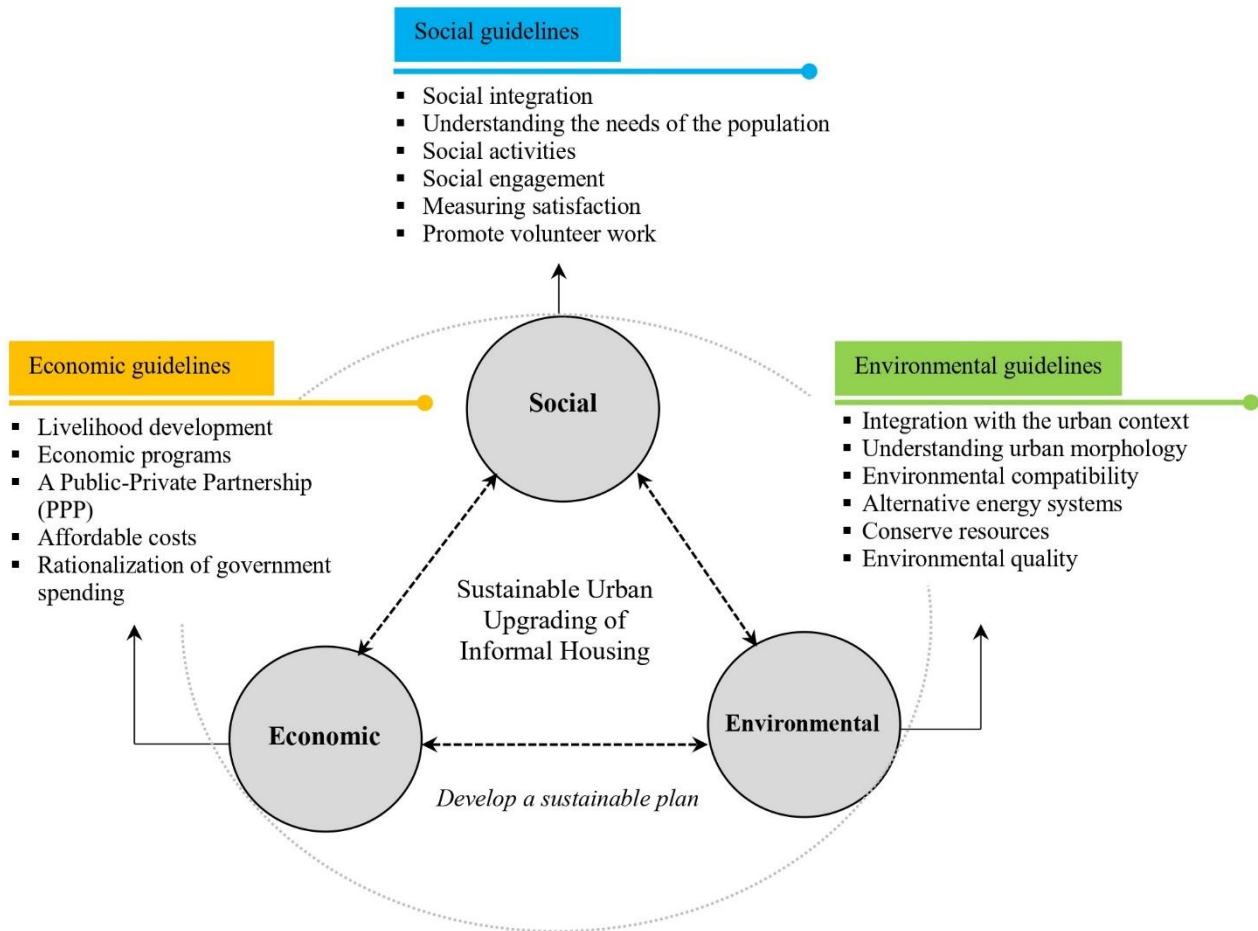 Social guidelines
▪ Social integration
▪ Understanding the needs of the population
▪ Social activities
▪ Social engagement
▪ Measuring satisfaction
▪ Promote volunteer work
Economic guidelines
▪ Livelihood development
▪ Economic programs
▪ A Public-Private Partnership
(PPP)
▪ Affordable costs
▪ Rationalization of government
spending
Environmental guidelines
▪ Integration with the urban context
▪ Understanding urban morphology
▪ Environmental compatibility
▪ Alternative energy systems
▪ Conserve resources
▪ Environmental quality
Social
Sustainable Urban
Upgrading of
Informal Housing
Economic
Environmental
Develop a sustainable plan